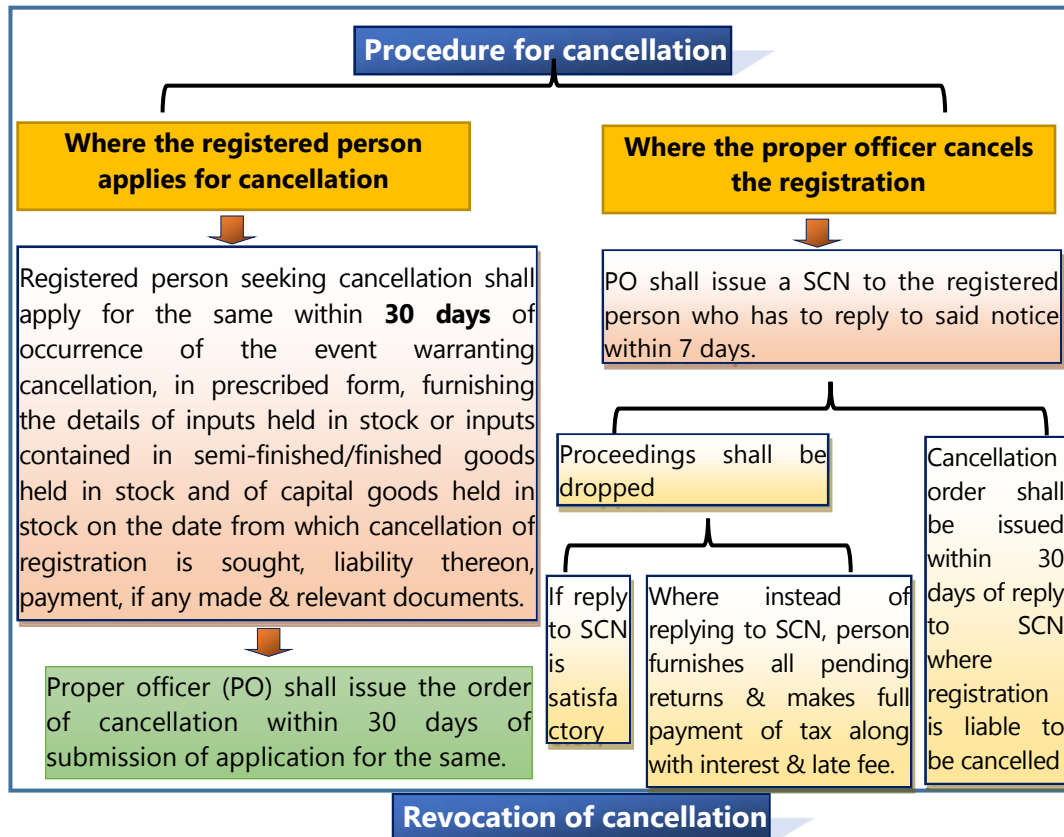 Procedure for cancellation
Where the registered person
applies for cancellation
Registered person seeking cancellation shall
apply for the same within 30 days of
occurrence of the event warranting
cancellation, in prescribed form, furnishing
the details of inputs held in stock or inputs
contained in semi-finished/finished goods
held in stock and of capital goods held in
stock on the date from which cancellation of
registration is sought, liability thereon,
payment, if any made & relevant documents.
Proper officer (PO) shall issue the order
of cancellation within 30 days of
submission of application for the same.
Where the proper officer cancels
the registration
PO shall issue a SCN to the registered
person who has to reply to said notice
within 7 days.
Proceedings shall be
dropped
If reply
to SCN
is
satisfa
ctory
Where instead of
replying to SCN, person
furnishes all pending
returns & makes full
payment of tax along
with interest & late fee.
Cancellation
order shall
be issued
within 30
days of reply
to SCN
where
registration
is liable to
be cancelled
Revocation of cancellation